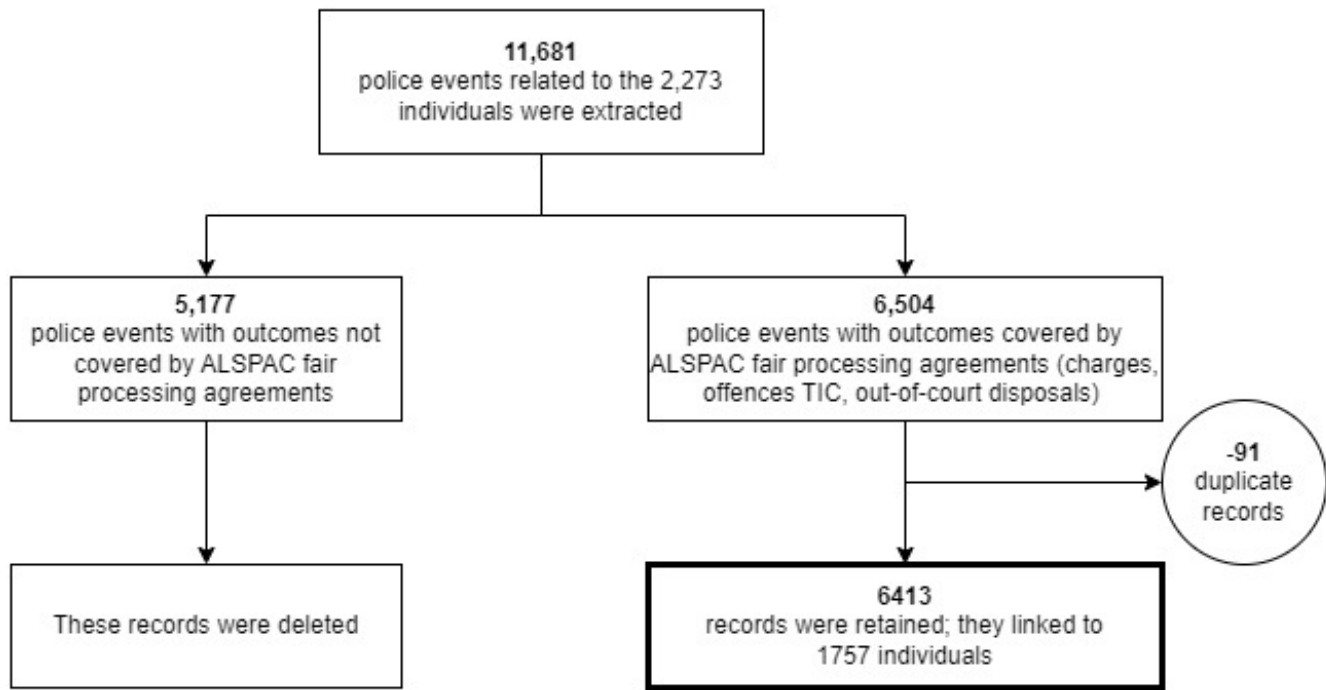 11,681
police events related to the 2,273
individuals were extracted
5,177
police events with outcomes not
covered by ALSPAC fair
processing agreements
6,504
police events with outcomes covered by
ALSPAC fair processing agreements (charges,
offences TIC, out-of-court disposals)
-91
duplicate
records
These records were deleted
6413
records were retained; they linked to
1757 individuals